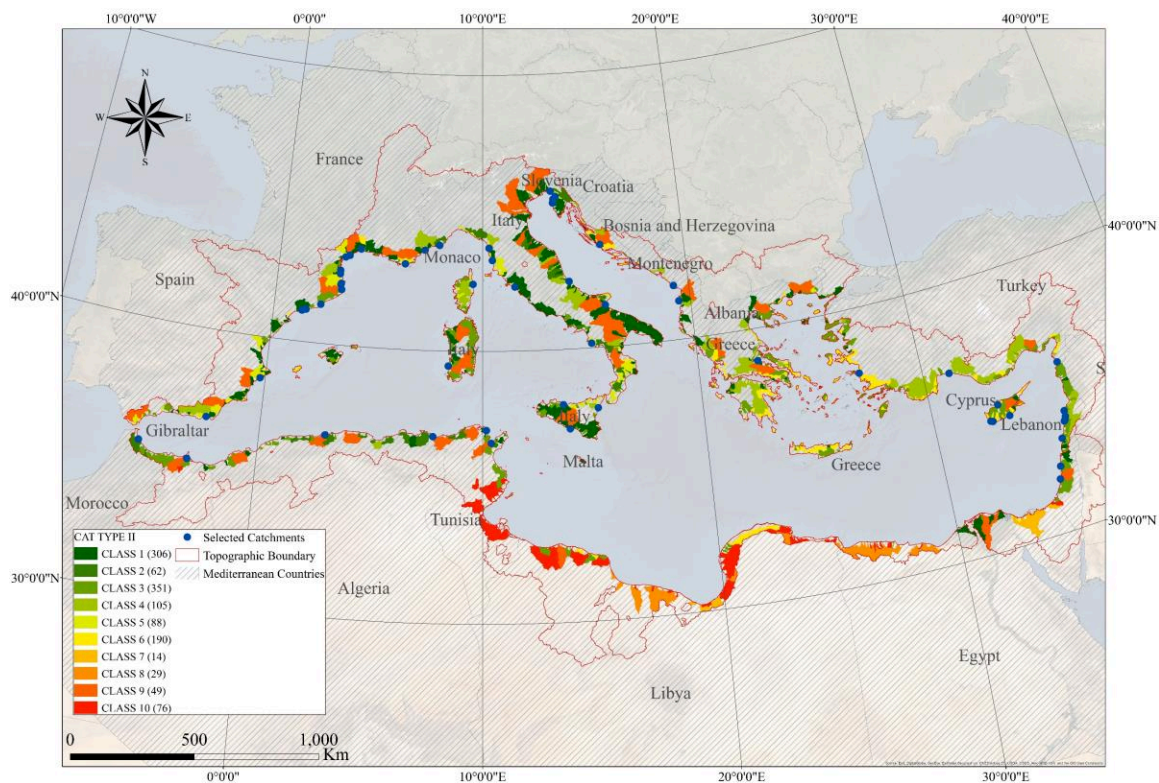 10°0'0"W 0°0'0" 10°0'0"E 20°0'0"E 30°0'0"E 40°0'0"E
N
W E
S
France
Slovenia
Croatia
Italy
Bosnia and Herzegovina
Monaco
Montenegro
40°0'0"N
Spain
Turkey
40°0'0"N
Albania
Italy
Greece
S
Cyprus
Italy
Lebanon
Gibraltar
Malta
Greece
Morocco
Tunisia
30°0'0"N
CAT TYPE II
CLASS 1 (306)
CLASS 2 (62)
CLASS 3 (351)
CLASS 4 (105)
CLASS 5 (88)
CLASS 6 (190)
CLASS 7 (14)
CLASS 8 (29)
CLASS 9 (49)
CLASS 10 (76)
Selected Catchments
Topographic Boundary
Mediterranean Countries
30°0'0"N
Algeria
Egypt
Libya
0 500 1,000
Km
0°0'0" 10°0'0"E 20°0'0"E 30°0'0"E